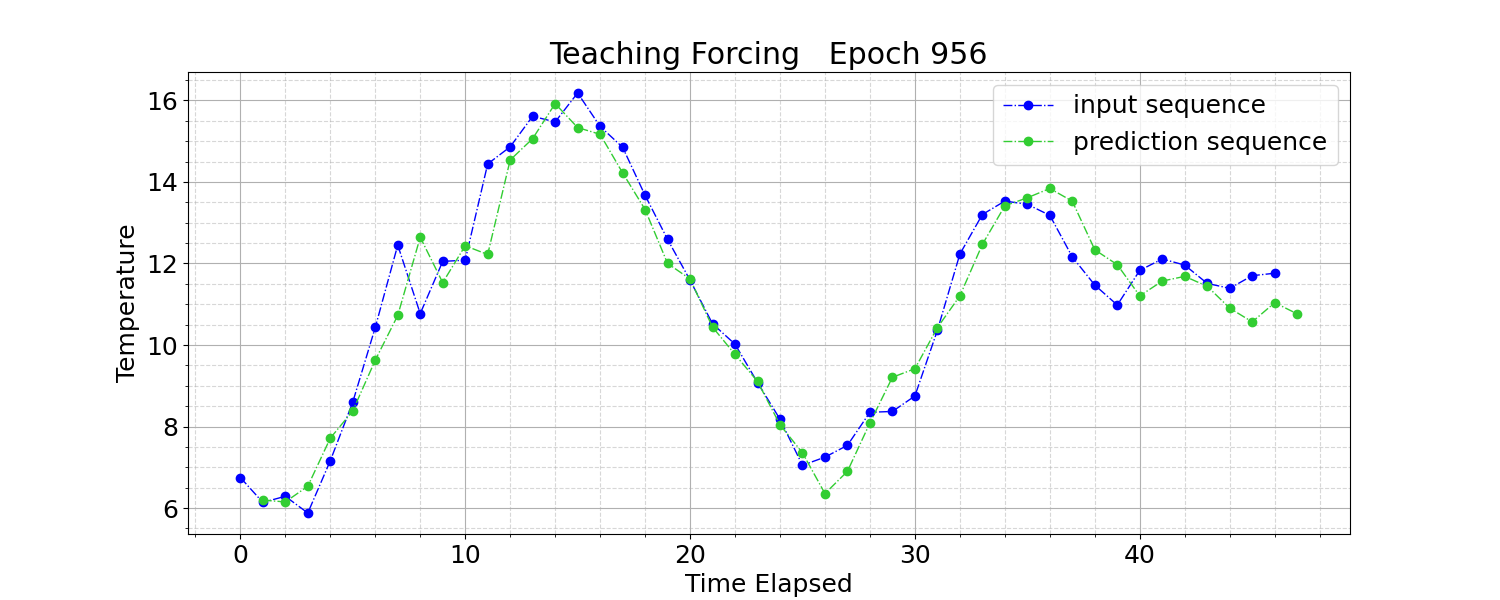 Teaching Forcing   Epoch 956
input sequence
prediction sequence
Temperature
16
14
12
10
8
6
0 10 20 30 40
Time Elapsed